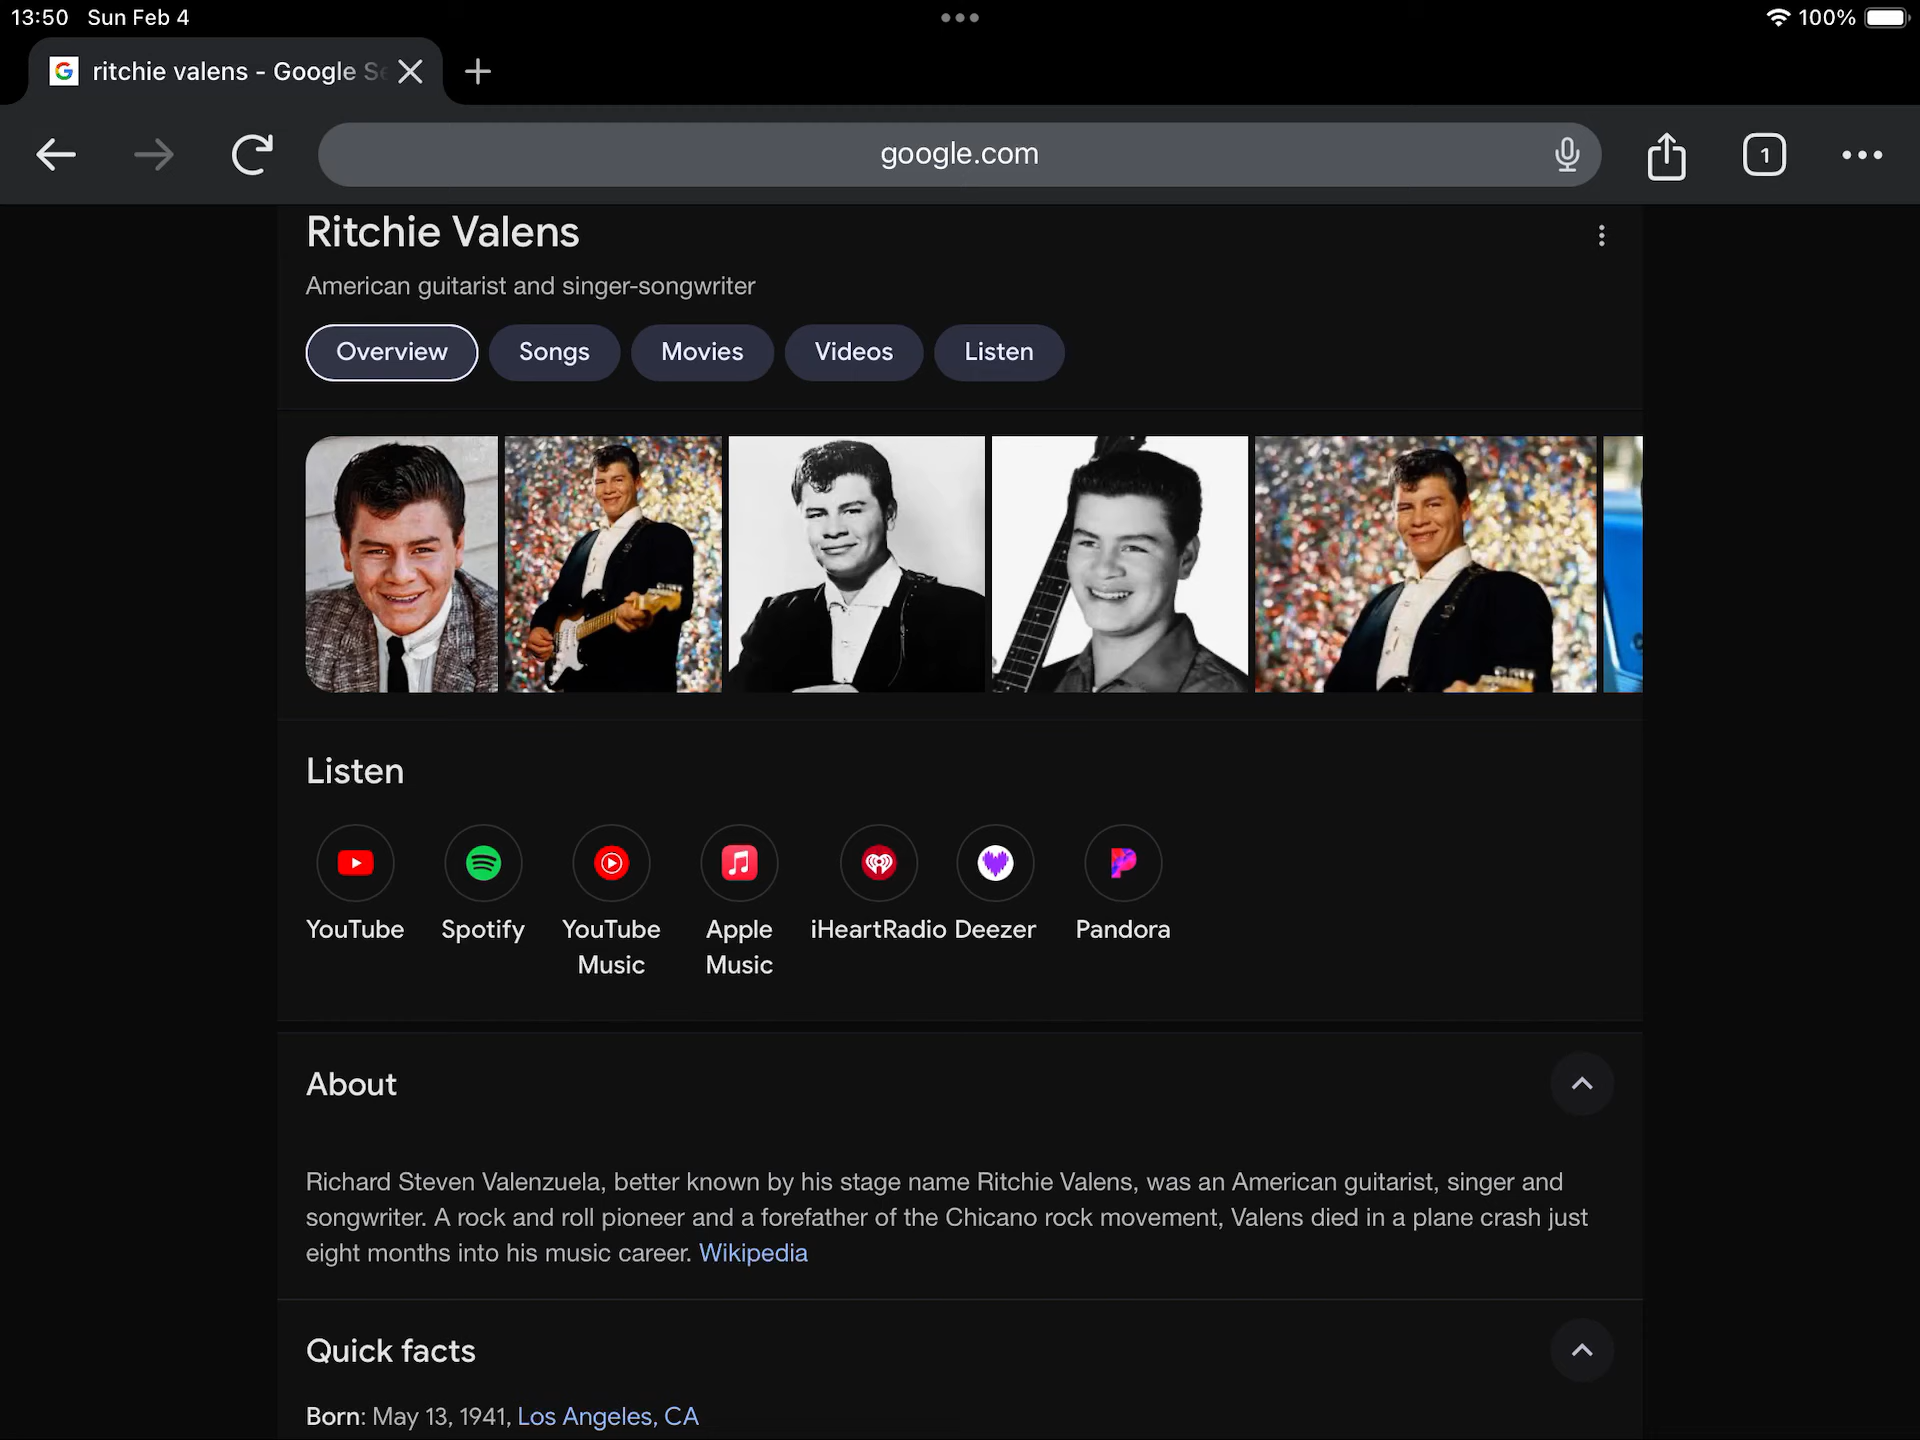 13:50 Sun Feb 4
100%
ritchie valens - Google Se
google.com
1
Ritchie Valens
American guitarist and singer-songwriter
Overview Songs Movies Videos Listen
Listen
YouTube Spotify YouTube Music Apple Music iHeartRadio Deezer Pandora
About
Richard Steven Valenzuela, better known by his stage name Ritchie Valens, was an American guitarist, singer and
songwriter. A rock and roll pioneer and a forefather of the Chicano rock movement, Valens died in a plane crash just
eight months into his music career. Wikipedia
Quick facts
Born: May 13, 1941, Los Angeles, CA